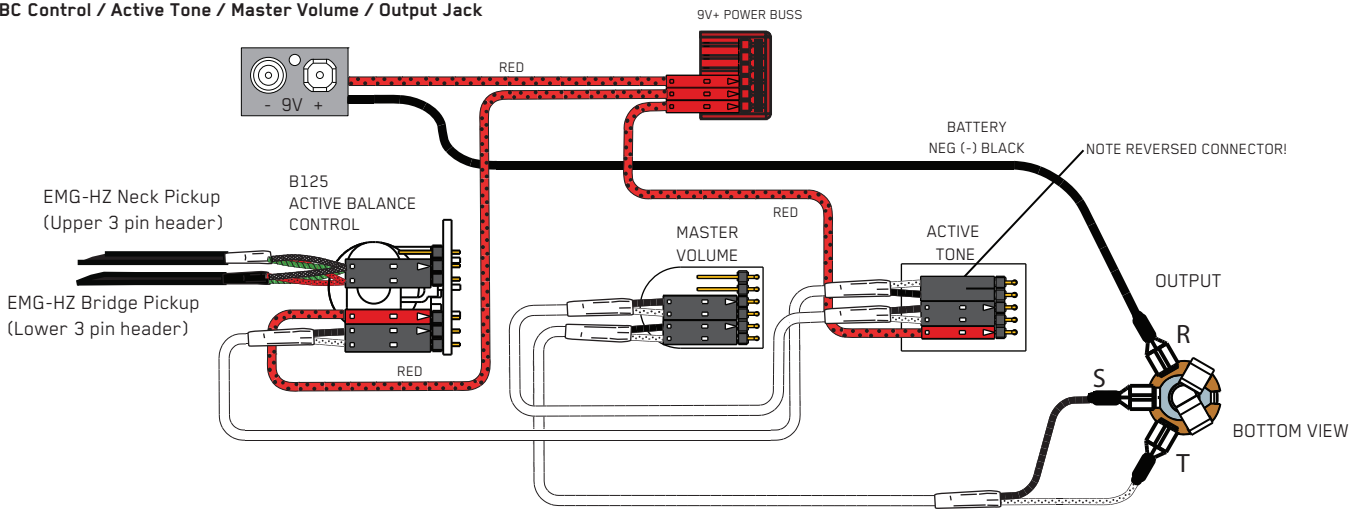 BC Control / Active Tone / Master Volume / Output Jack
9V+ POWER BUSS
RED
- 9V +
BATTERY
NEG (-) BLACK
NOTE REVERSED CONNECTOR!
B125
ACTIVE BALANCE
CONTROL
EMG-HZ Neck Pickup
(Upper 3 pin header)
RED
MASTER
VOLUME
ACTIVE
TONE
OUTPUT
EMG-HZ Bridge Pickup
(Lower 3 pin header)
R
RED
S
BOTTOM VIEW
T